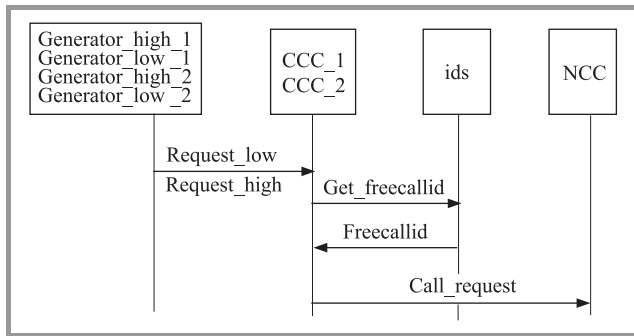 Generator_high_1
Generator_low_1
Generator_high_2
Generator_low_2
CCC_1
CCC_2
ids
NCC
Request_low
Request_high
Get_freecallid
Freecallid
Call_request